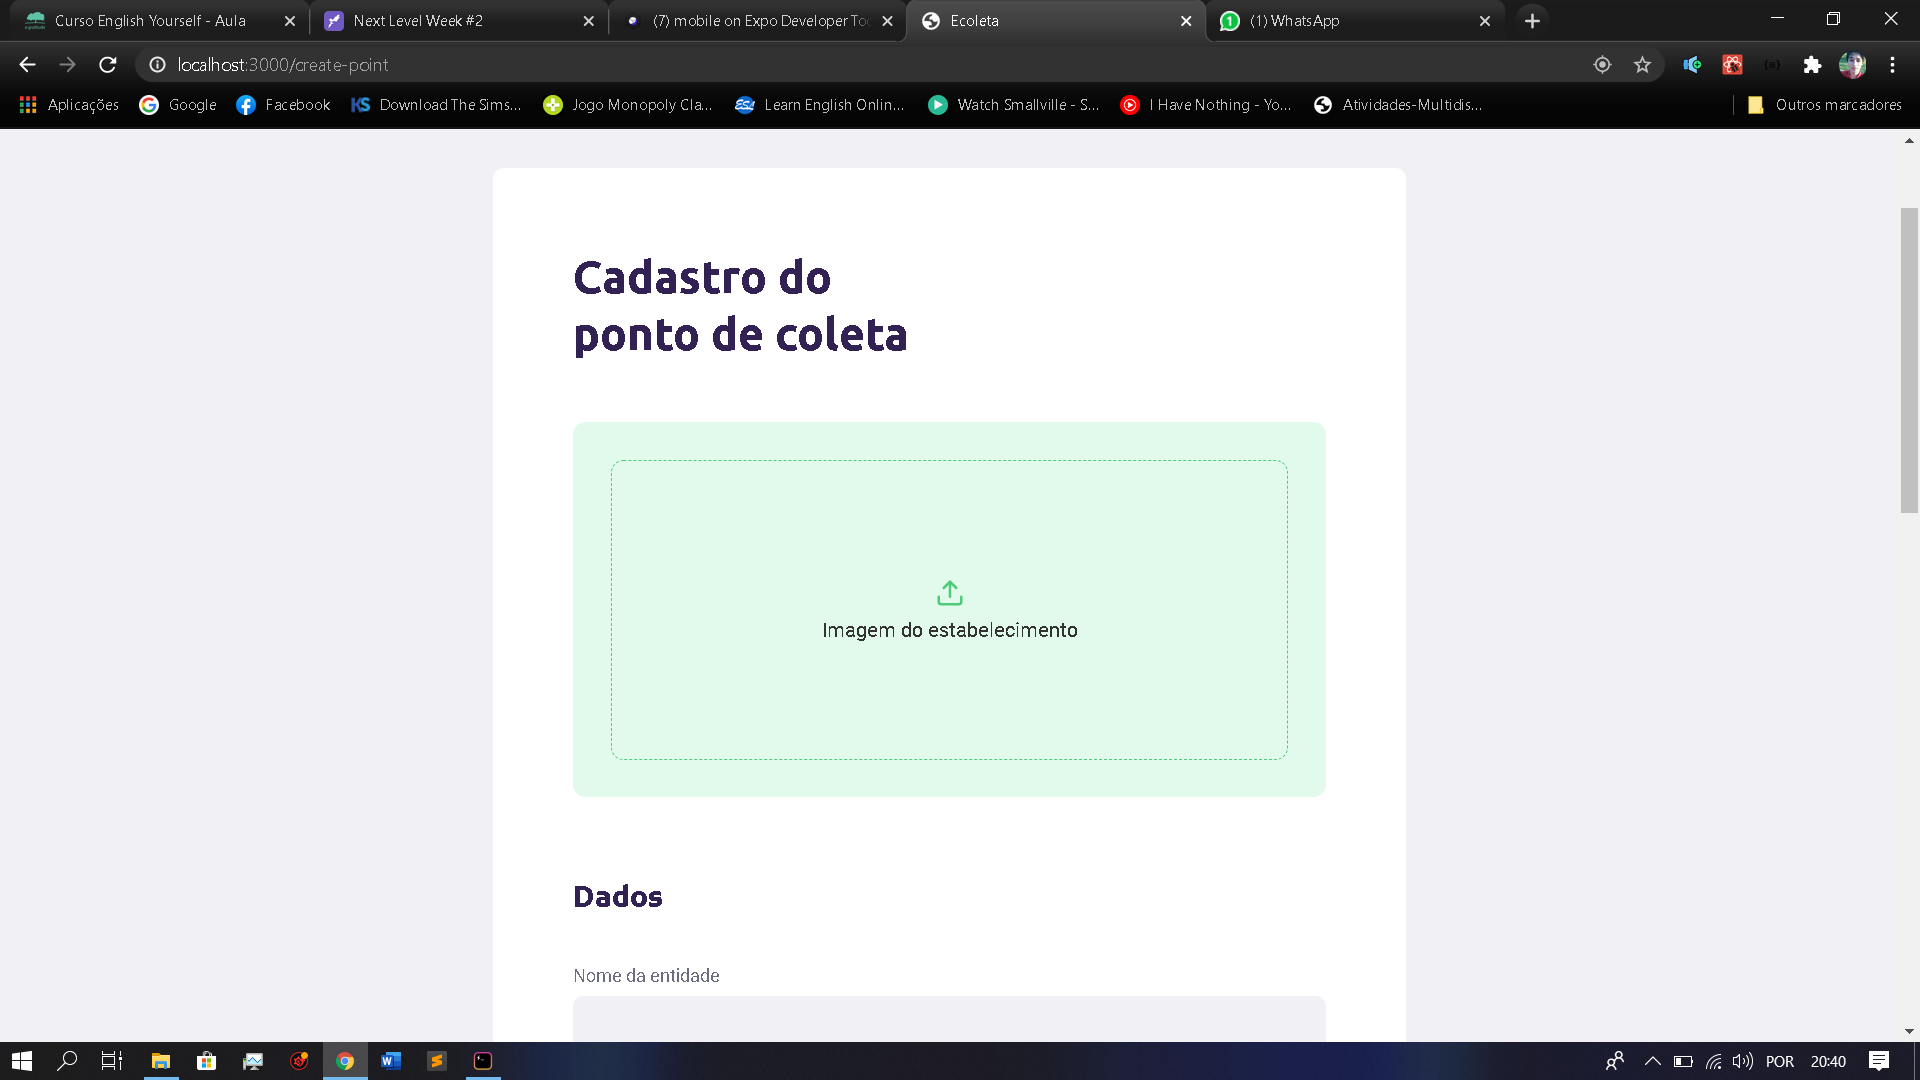 Curso English Yourself - Aula
Next Level Week #2
(7) mobile on Expo Developer Too
Ecoleta
(1) WhatsApp
localhost:3000/create-point
Aplicações
Google
Facebook
Download The Sims...
Jogo Monopoly Cla...
Learn English Onlin...
Watch Smallville - S...
I Have Nothing - Yo...
Atividades-Multidis...
Outros marcadores
Cadastro do
ponto de coleta
Imagem do estabelecimento
Dados
Nome da entidade
POR
20:40